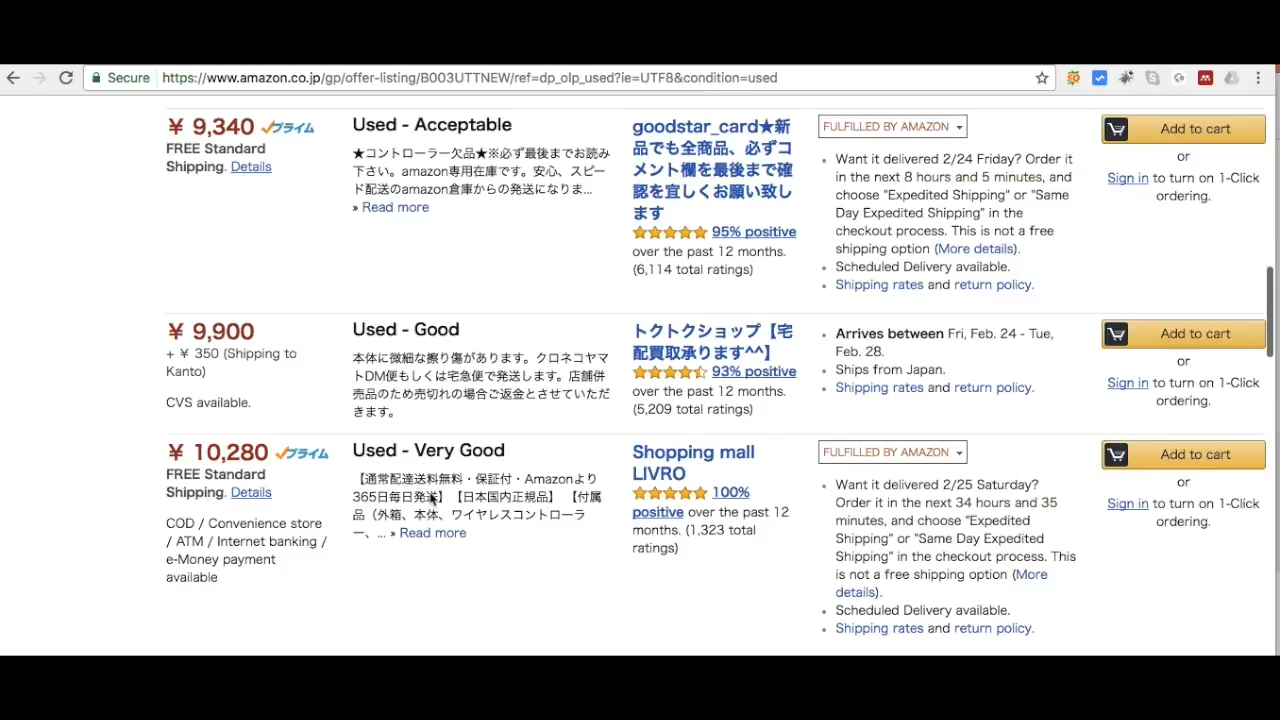 Secure
https://www.amazon.co.jp/gp/offer-listing/B003UTTNEW/ref=dp_olp_used?ie=UTF8&condition=used
¥ 9,340 プライム
FREE Standard
Shipping. Details
Used - Acceptable
★コントローラー欠品★※必ず最後までお読み
下さい。amazon専用在庫です。安心、スピー
ド配送のamazon倉庫からの発送になりま...
» Read more
goodstar_card★新
品でも全商品、必ずコ
メント欄を最後まで確
認を宜しくお願い致し
ます
95% positive
over the past 12 months.
(6,114 total ratings)
FULFILLED BY AMAZON
Want it delivered 2/24 Friday? Order it
in the next 8 hours and 5 minutes, and
choose "Expedited Shipping" or "Same
Day Expedited Shipping" in the
checkout process. This is not a free
shipping option (More details).
Scheduled Delivery available.
Shipping rates and return policy.
Add to cart
or
Sign in to turn on 1-Click
ordering.
¥ 9,900
+ ¥ 350 (Shipping to
Kanto)
CVS available.
Used - Good
本体に微細な擦り傷があります。クロネコヤマ
トDM便もしくは宅急便で発送します。店舗併
売品のため売切れの場合ご返金とさせていただ
きます。
トクトクショップ【宅
配買取承ります^^】
93% positive
over the past 12 months.
(5,209 total ratings)
Arrives between Fri, Feb. 24 - Tue,
Feb. 28.
Ships from Japan.
Shipping rates and return policy.
Add to cart
or
Sign in to turn on 1-Click
ordering.
¥ 10,280 プライム
FREE Standard
Shipping. Details
COD / Convenience store
/ ATM / Internet banking /
e-Money payment
available
Used - Very Good
【通常配達送料無料・保証付・Amazonより
365日毎日発送】【日本国内正規品】 【付属
品（外箱、本体、ワイヤレスコントローラ
ー、... » Read more
Shopping mall
LIVRO
100%
positive over the past 12
months. (1,323 total
ratings)
FULFILLED BY AMAZON
Want it delivered 2/25 Saturday?
Order it in the next 34 hours and 35
minutes, and choose "Expedited
Shipping" or "Same Day Expedited
Shipping" in the checkout process. This
is not a free shipping option (More
details).
Scheduled Delivery available.
Shipping rates and return policy.
Add to cart
or
Sign in to turn on 1-Click
ordering.